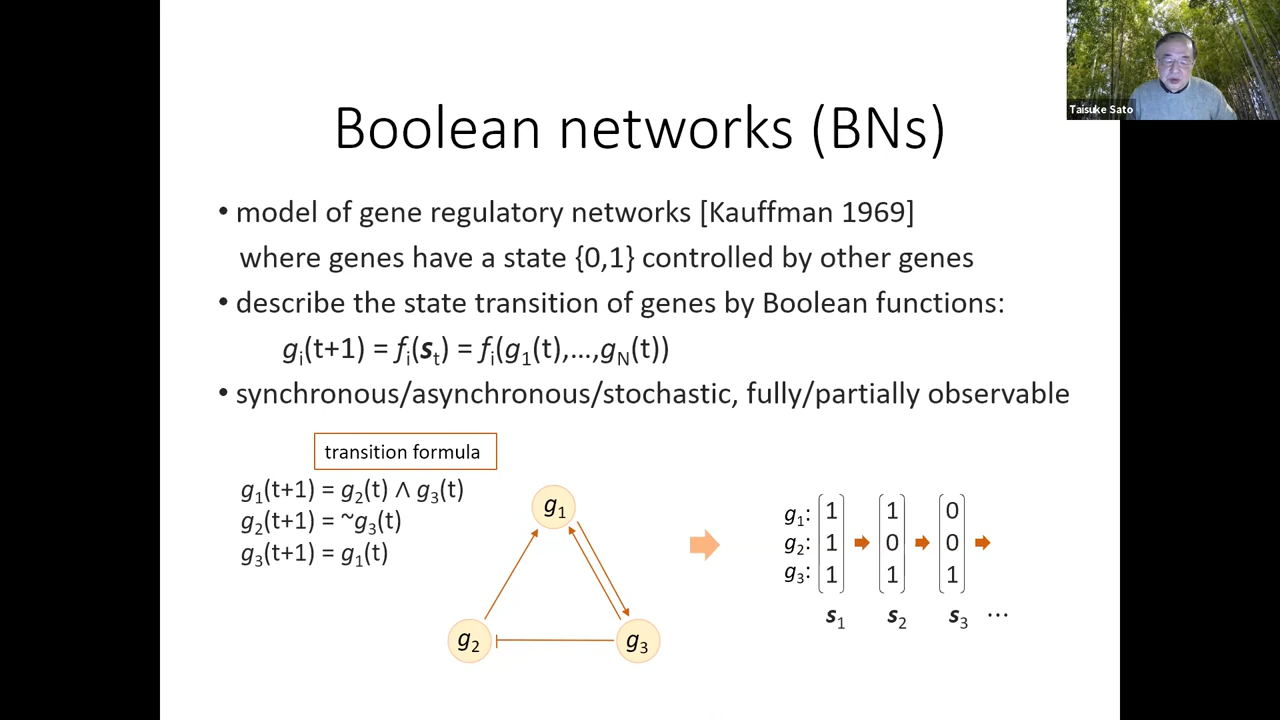 Taisuke Sato
Boolean networks (BNs)
• model of gene regulatory networks [Kauffman 1969]
where genes have a state {0,1} controlled by other genes
• describe the state transition of genes by Boolean functions:
gᵢ(t+1) = fᵢ(sₜ) = fᵢ(g₁(t),...,g_N(t))
• synchronous/asynchronous/stochastic, fully/partially observable
transition formula
g₁(t+1) = g₂(t) ∧ g₃(t)
g₂(t+1) = ~g₃(t)
g₃(t+1) = g₁(t)
g₁
g₂
g₃
g₁: 1 1 0
g₂: 1 0 0
g₃: 1 1 1
s₁ s₂ s₃ ...